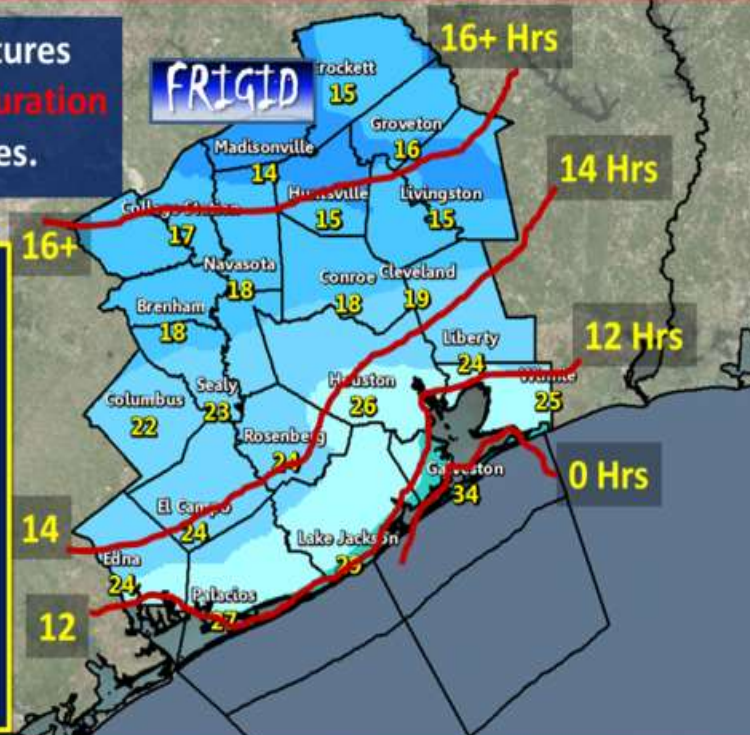 tures
uration
es.
FRIGID
16+ Hrs
rockett
15
Groveton
16
Madisonville
14
14 Hrs
Huntsville
15
Livingston
15
College Station
17
16+
Navasota
18
Conroe
18
Cleveland
19
Brenham
18
Liberty
24
12 Hrs
Winnie
25
Houston
26
Sealy
23
Columbus
22
Rosenberg
24
Galveston
34
0 Hrs
El Campo
24
14
Lake Jackson
29
Edna
24
Palacios
27
12